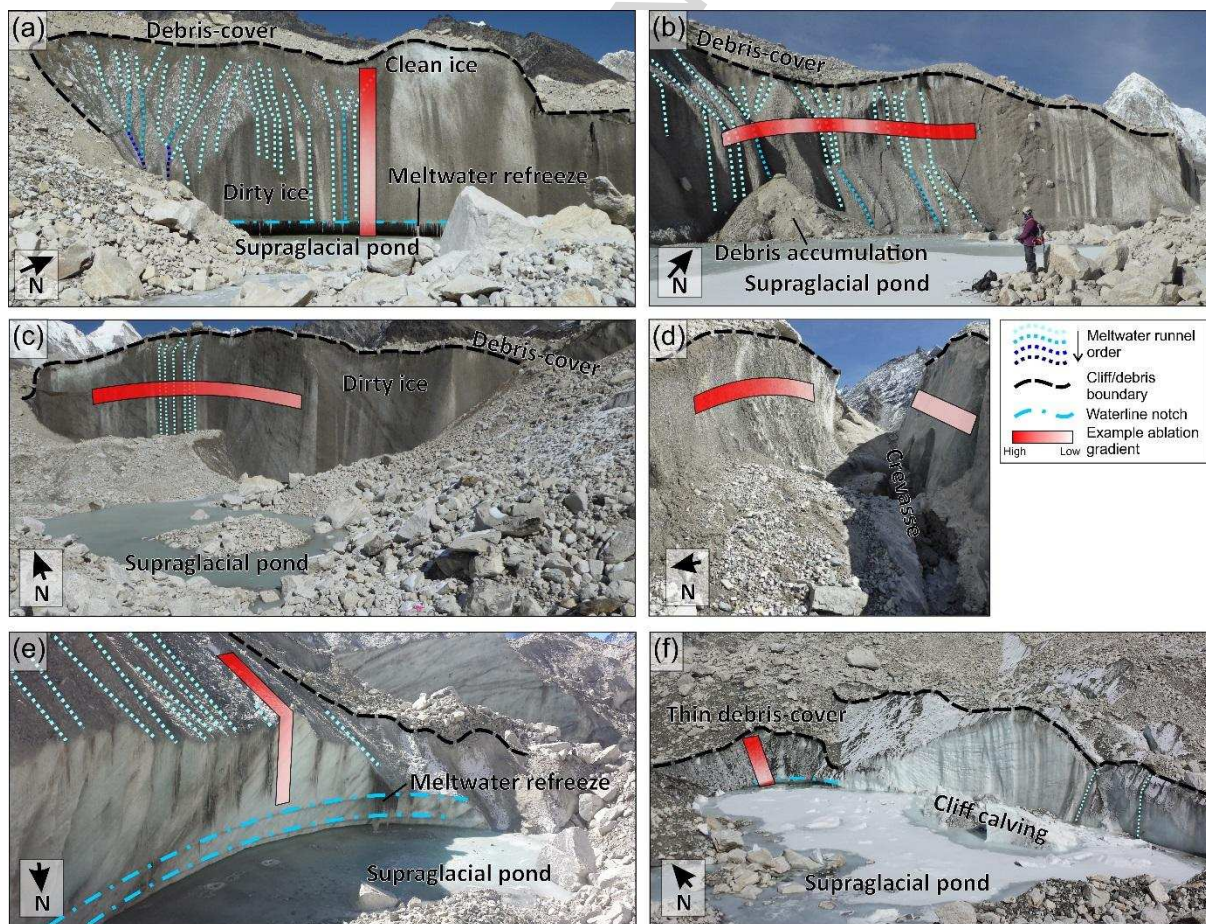 (a)
Debris-cover
Clean ice
Dirty ice
Meltwater refreeze
Supraglacial pond
N
(b)
Debris-cover
Debris accumulation
Supraglacial pond
N
(c)
Debris-cover
Dirty ice
Supraglacial pond
N
(d)
Crevasse
N
Meltwater runnel
order
Cliff/debris
boundary
Waterline notch
Example ablation
gradient
High
Low
(e)
Meltwater refreeze
Supraglacial pond
N
(f)
Thin debris-cover
Cliff calving
Supraglacial pond
N